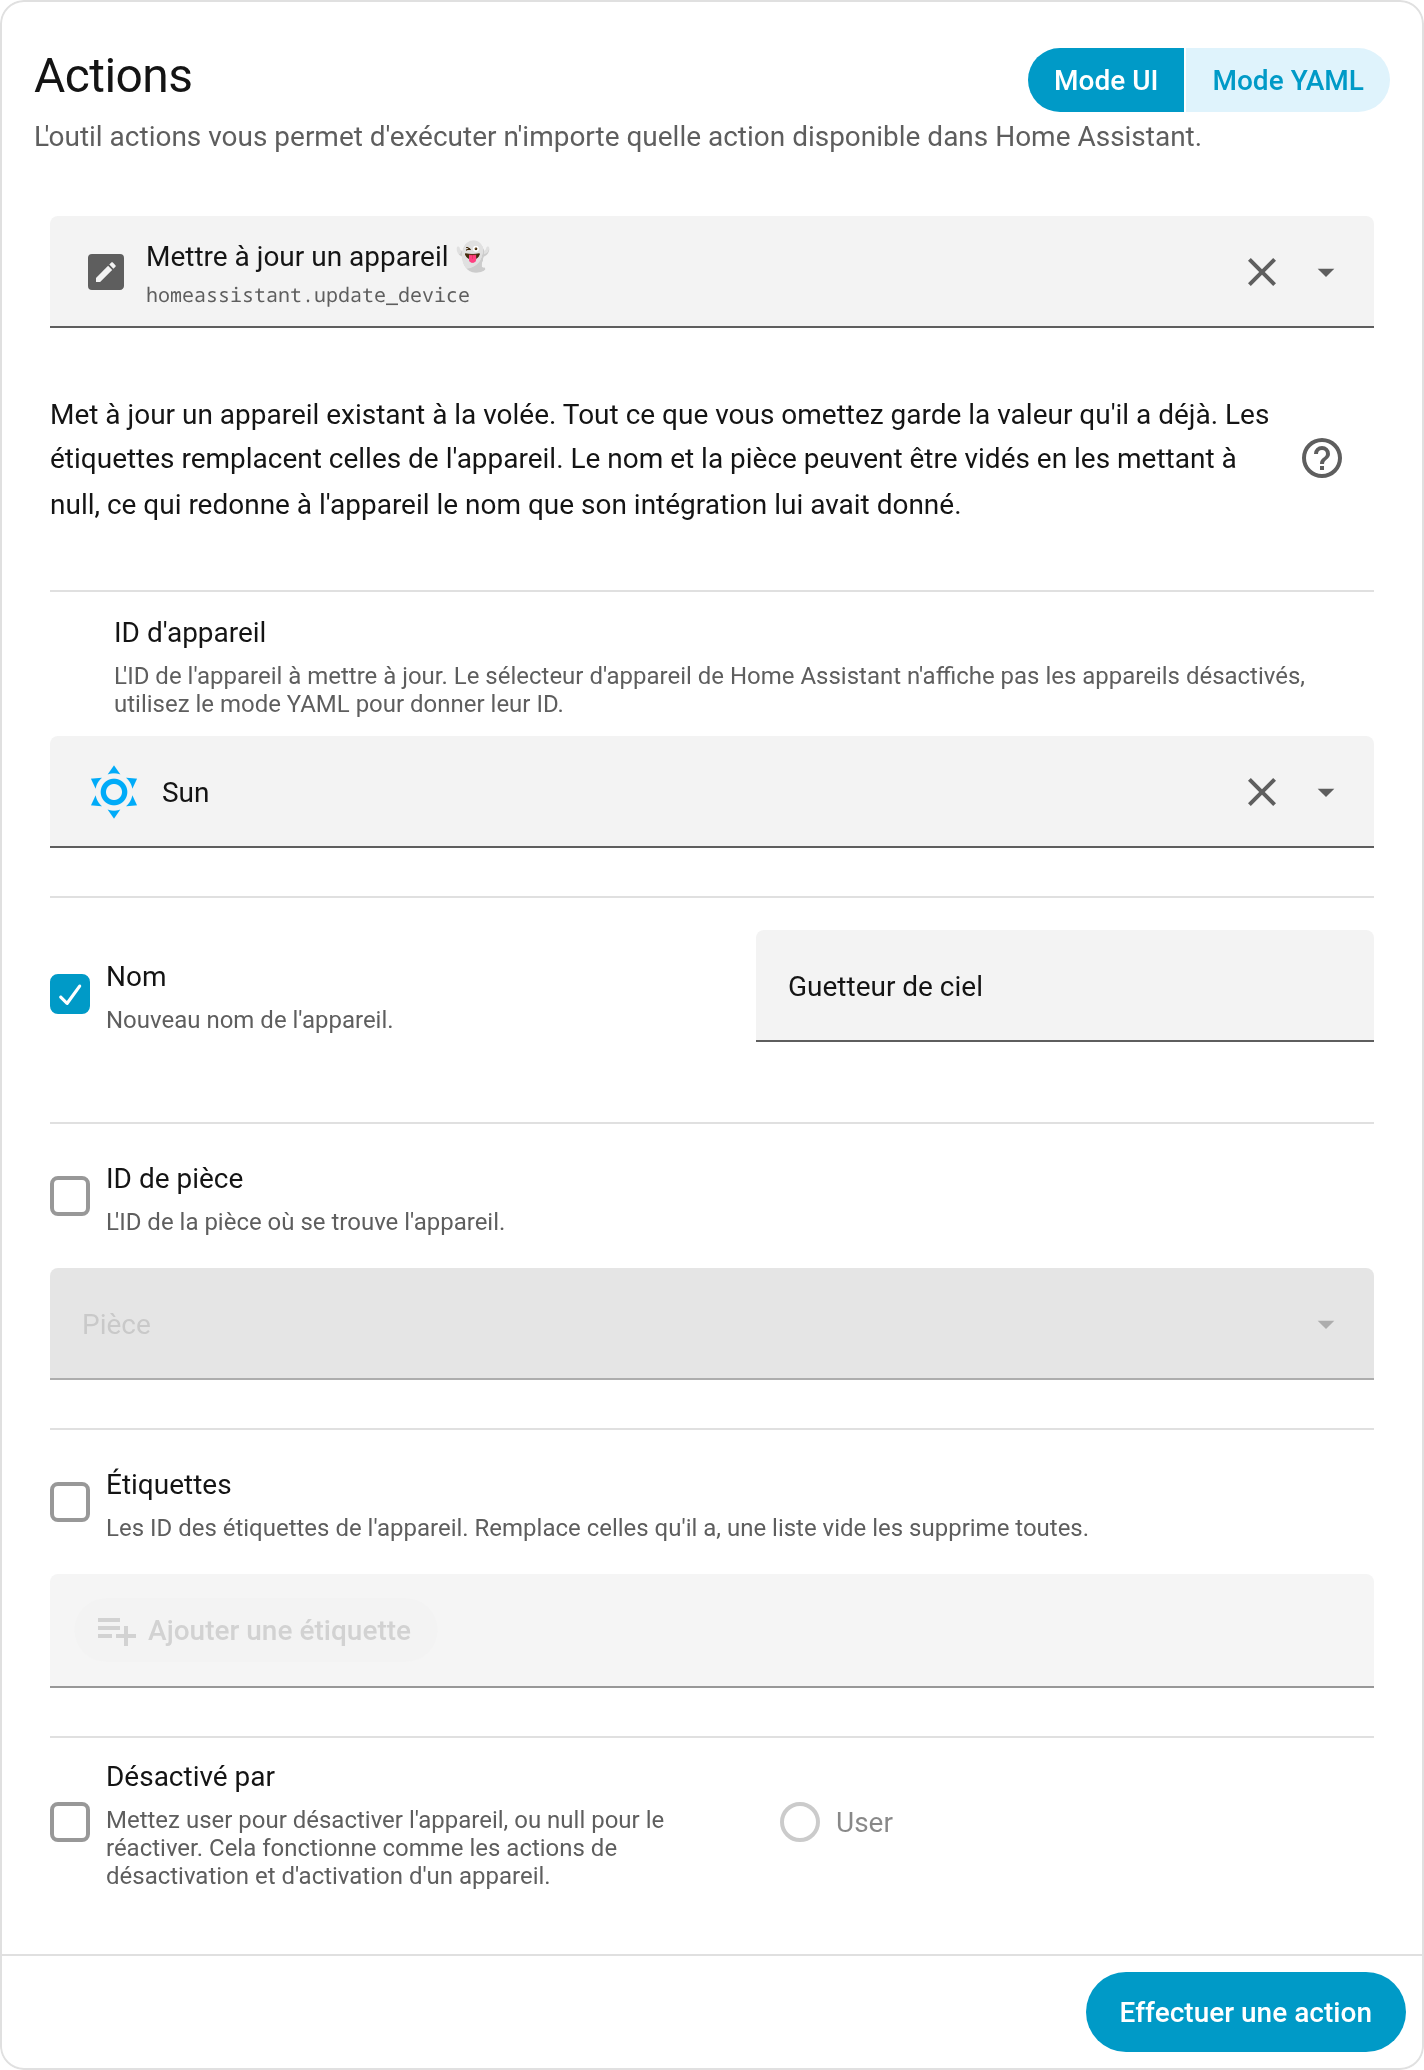 Actions
Mode UI
Mode YAML
L'outil actions vous permet d'exécuter n'importe quelle action disponible dans Home Assistant.
Mettre à jour un appareil 👻
homeassistant.update_device
Met à jour un appareil existant à la volée. Tout ce que vous omettez garde la valeur qu'il a déjà. Les
étiquettes remplacent celles de l'appareil. Le nom et la pièce peuvent être vidés en les mettant à
null, ce qui redonne à l'appareil le nom que son intégration lui avait donné.
ID d'appareil
L'ID de l'appareil à mettre à jour. Le sélecteur d'appareil de Home Assistant n'affiche pas les appareils désactivés,
utilisez le mode YAML pour donner leur ID.
Sun
Nom
Nouveau nom de l'appareil.
Guetteur de ciel
ID de pièce
L'ID de la pièce où se trouve l'appareil.
Pièce
Étiquettes
Les ID des étiquettes de l'appareil. Remplace celles qu'il a, une liste vide les supprime toutes.
Ajouter une étiquette
Désactivé par
Mettez user pour désactiver l'appareil, ou null pour le
réactiver. Cela fonctionne comme les actions de
désactivation et d'activation d'un appareil.
User
Effectuer une action